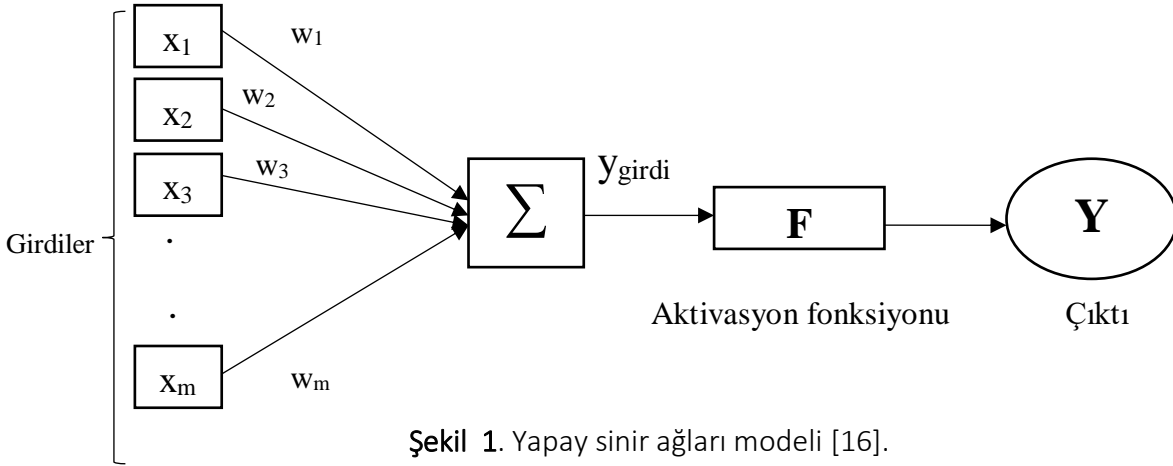 x1
w1
x2
w2
x3
w3
Girdiler
.
.
xm
wm
∑
ygirdi
F
Y
Aktivasyon fonksiyonu
Çıktı
Şekil 1. Yapay sinir ağları modeli [16].